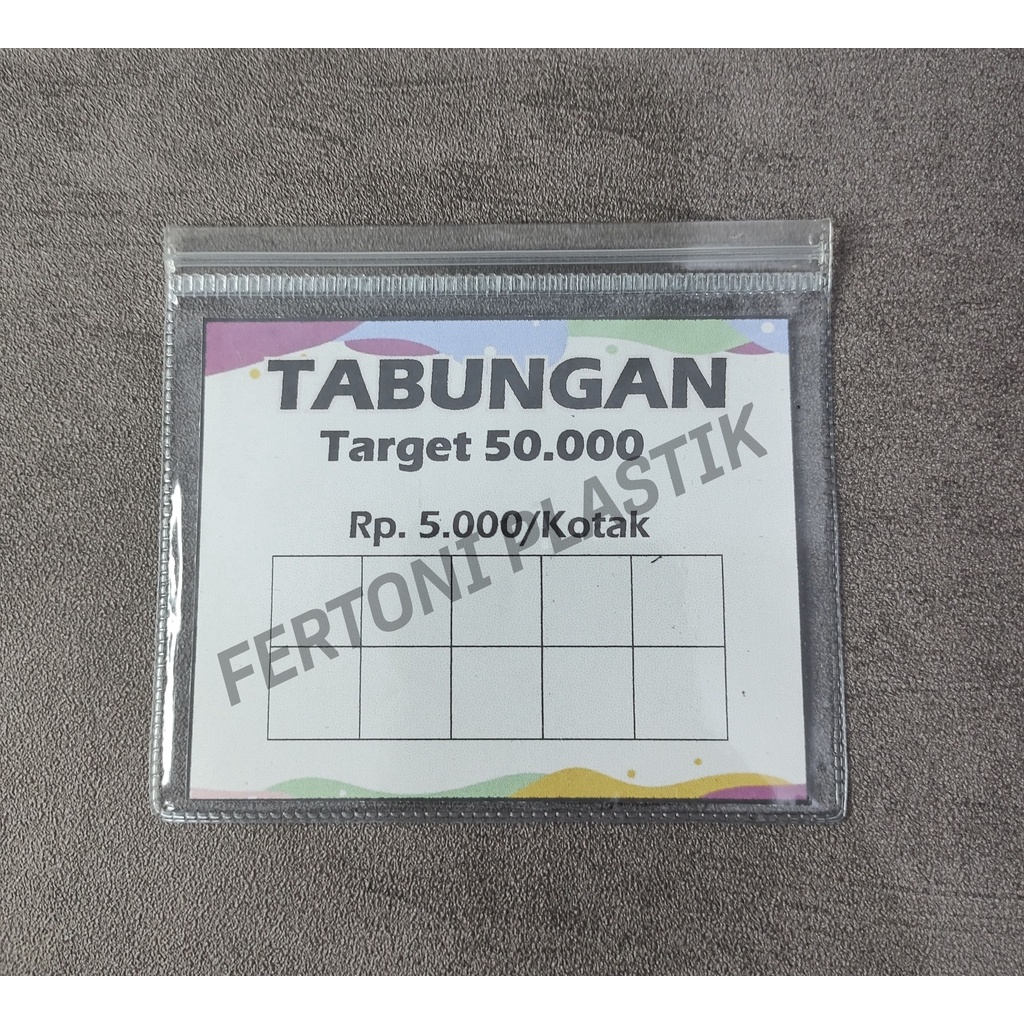 TABUNGAN
Target 50.000
Rp. 5.000/Kotak
FERTONI PLASTIK